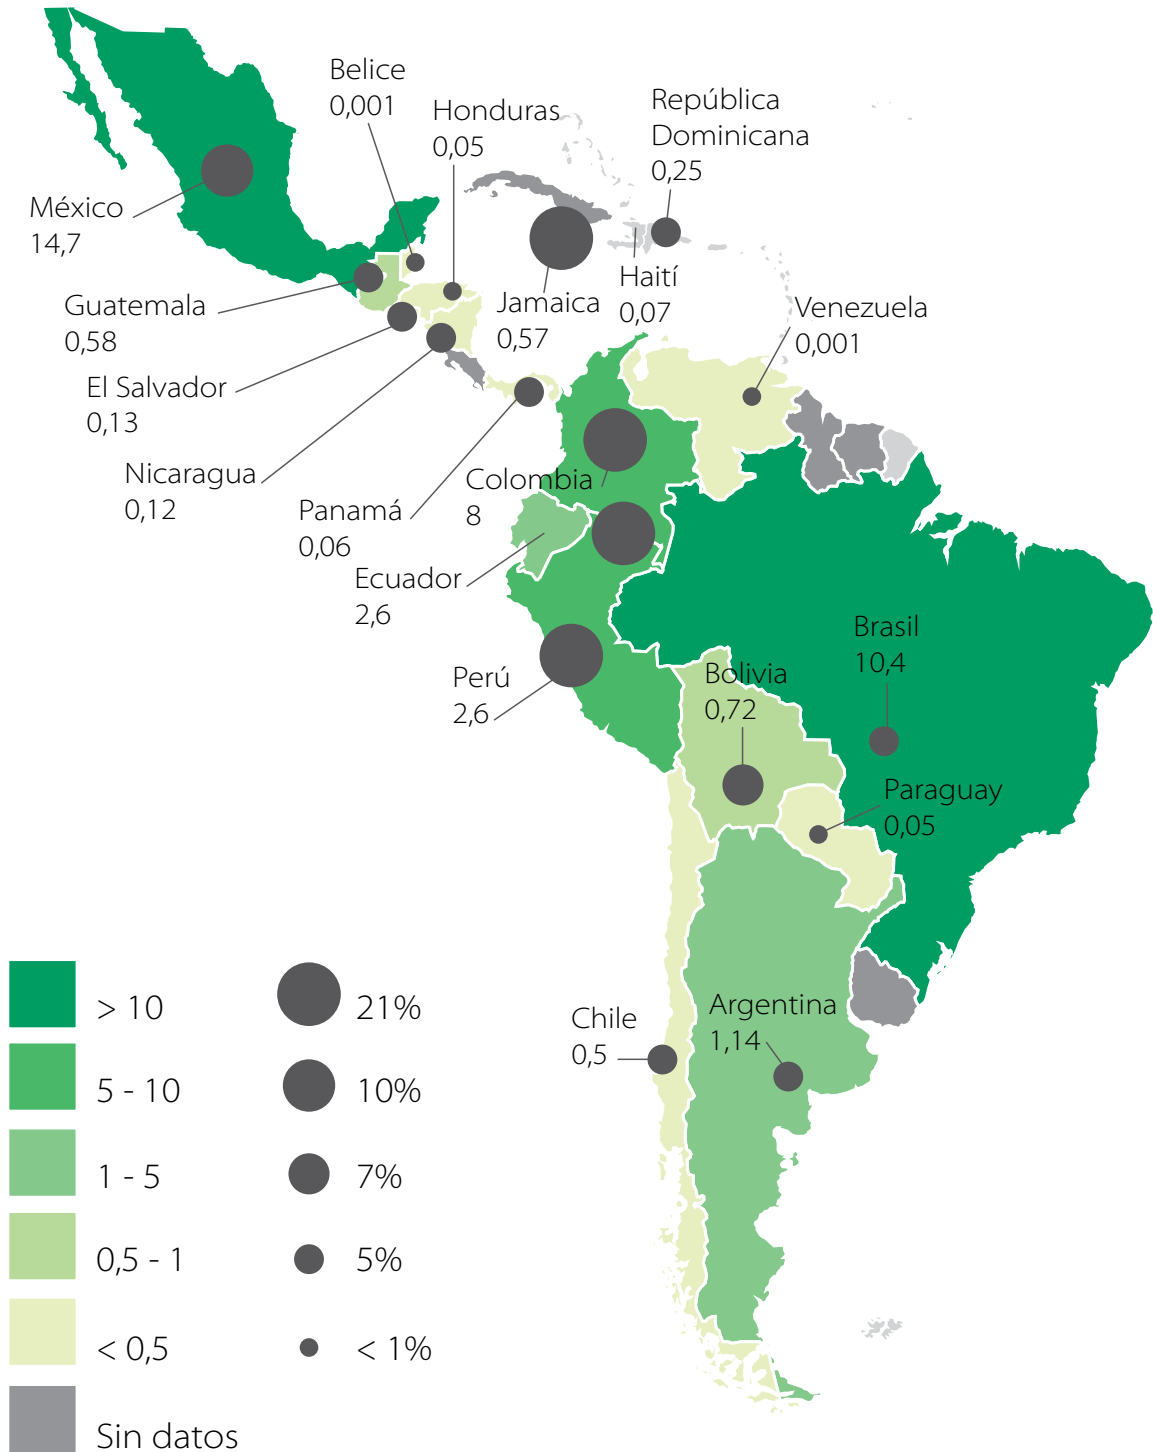 Belice
0,001
Honduras
0,05
República
Dominicana
0,25
México
14,7
Guatemala
0,58
Jamaica
0,57
Haití
0,07
Venezuela
0,001
El Salvador
0,13
Nicaragua
0,12
Panamá
0,06
Colombia
8
Ecuador
2,6
Perú
2,6
Bolivia
0,72
Brasil
10,4
Paraguay
0,05
Chile
0,5
Argentina
1,14
> 10
21%
5 - 10
10%
1 - 5
7%
0,5 - 1
5%
< 0,5
< 1%
Sin datos